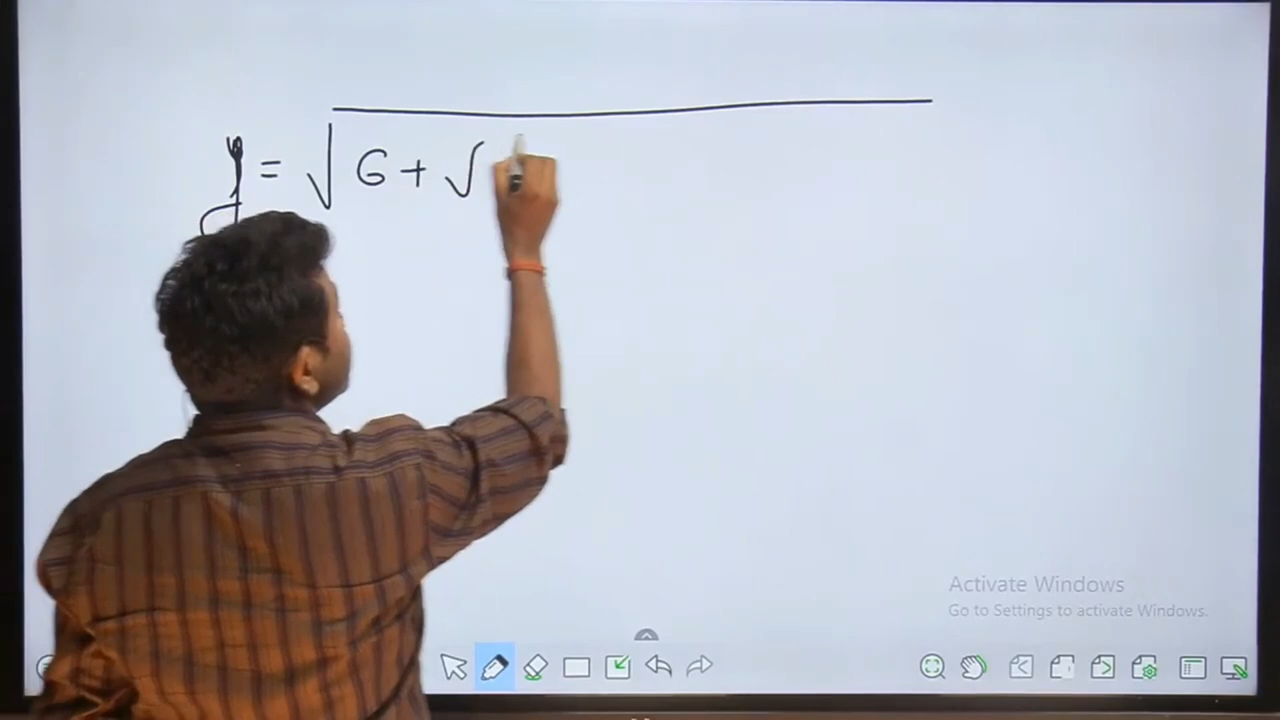 y = √ 6 + √
Activate Windows
Go to Settings to activate Windows.